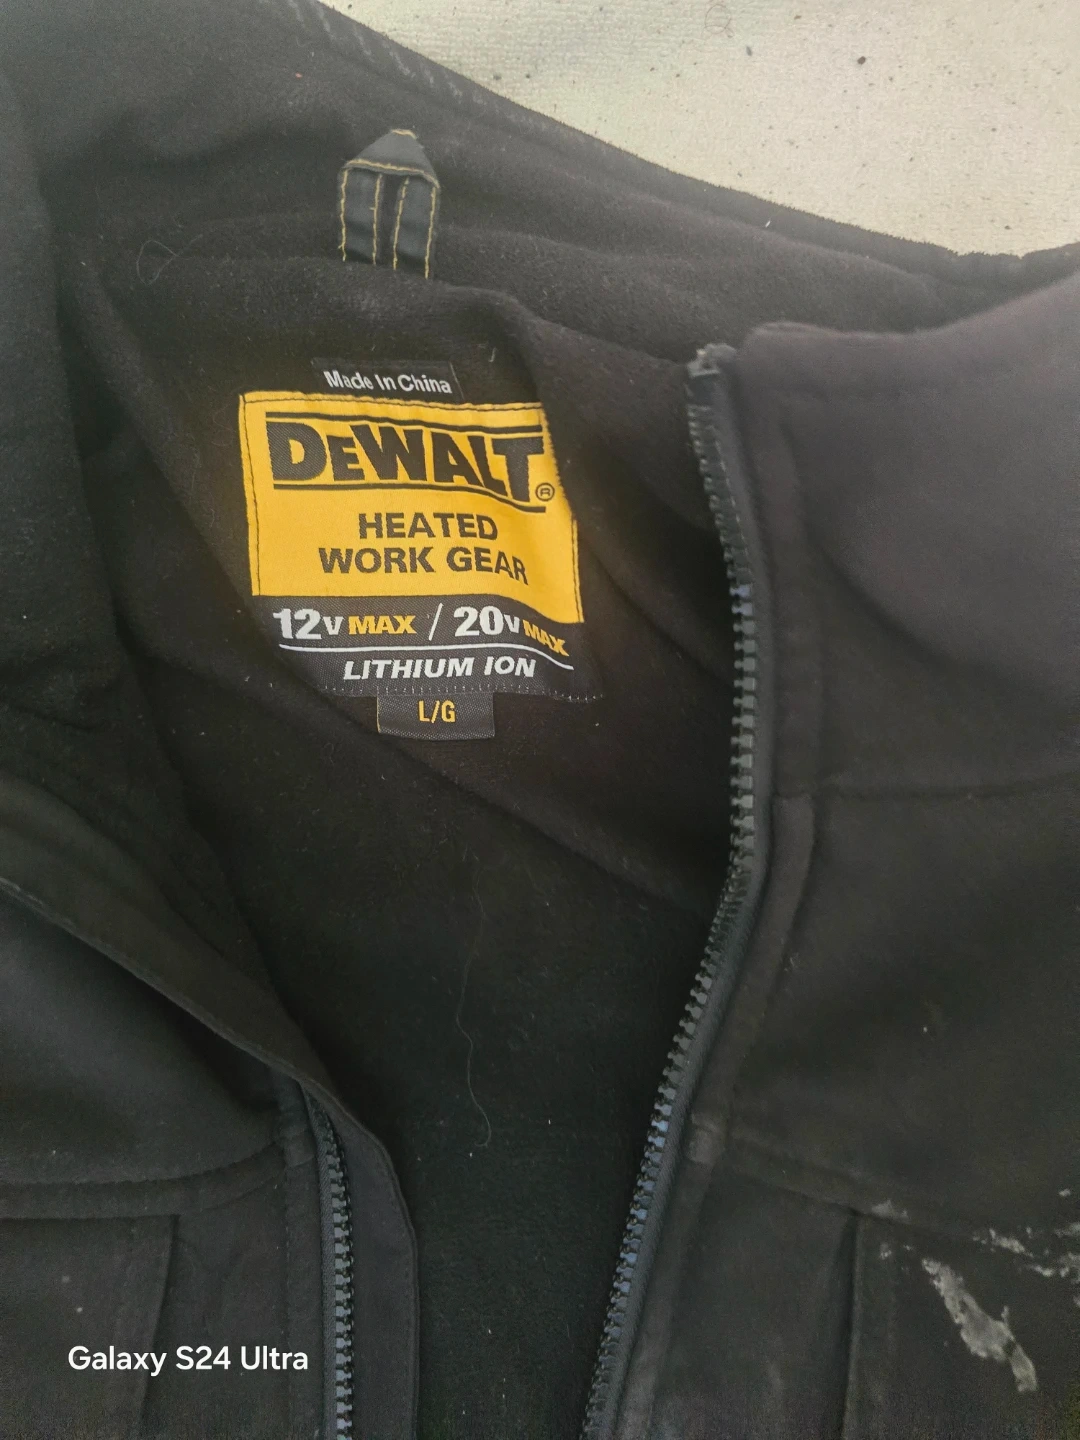 Made In China
DEWALT®
HEATED
WORK GEAR
12V MAX / 20V MAX
LITHIUM ION
L/G
Galaxy S24 Ultra